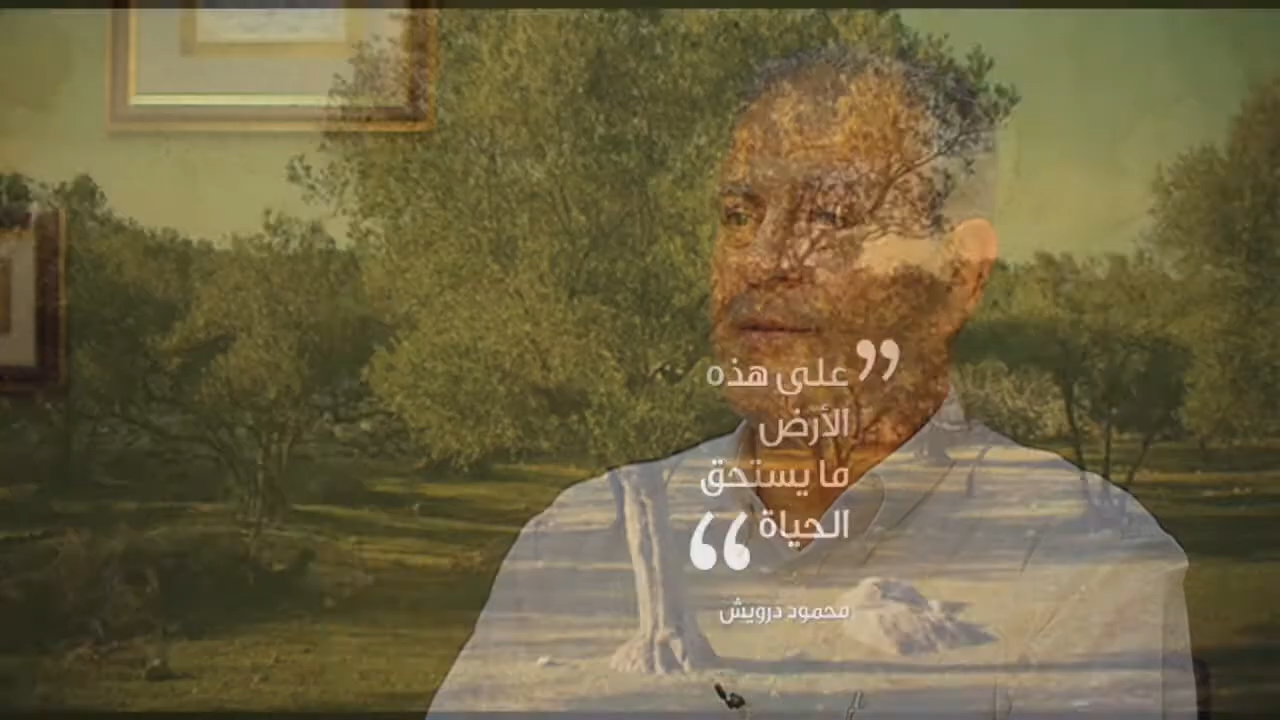 على هذه
الأرض
ما يستحق
الحياة
محمود درويش